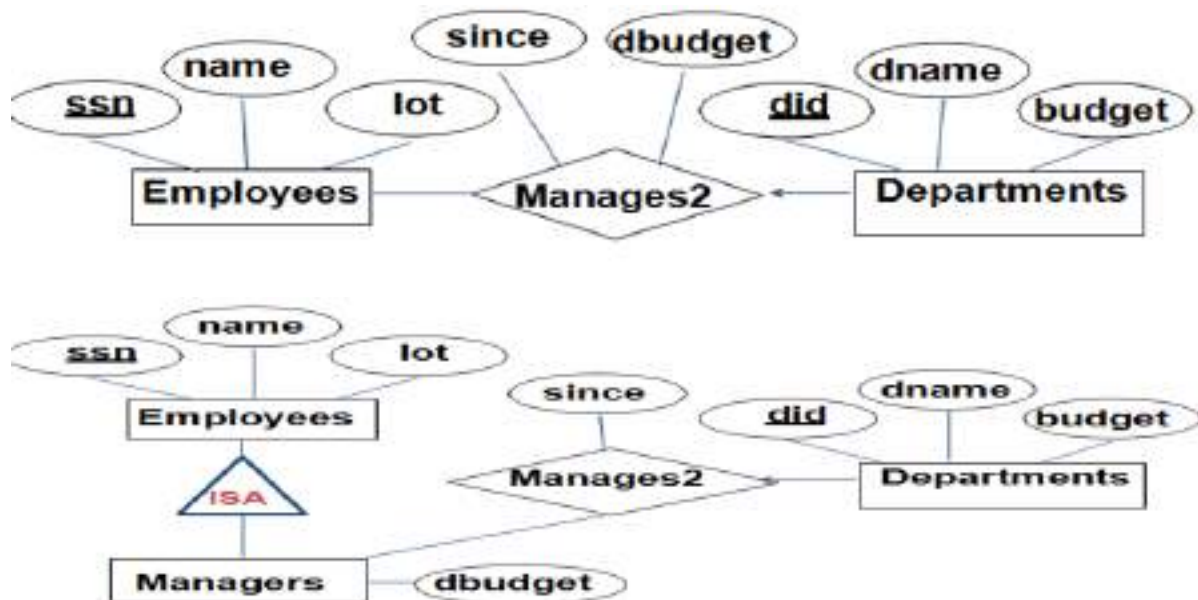 since
dbudget
name
dname
ssn
lot
did
budget
Employees
Manages2
Departments
name
ssn
lot
since
dname
did
budget
Employees
Manages2
Departments
ISA
Managers
dbudget